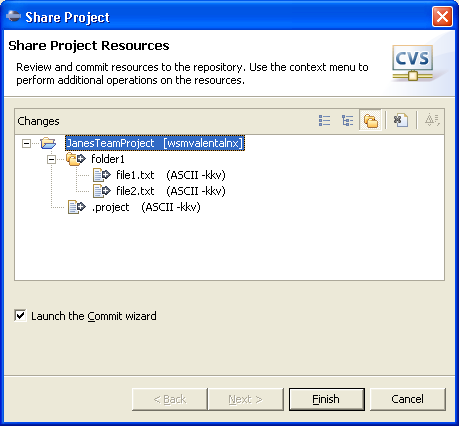 Share Project
Share Project Resources
Review and commit resources to the repository. Use the context menu to
perform additional operations on the resources.
CVS
Changes
JanesTeamProject [wsmvalentalnx]
folder1
file1.txt (ASCII -kkv)
file2.txt (ASCII -kkv)
.project (ASCII -kkv)
Launch the Commit wizard
< Back Next > Finish Cancel